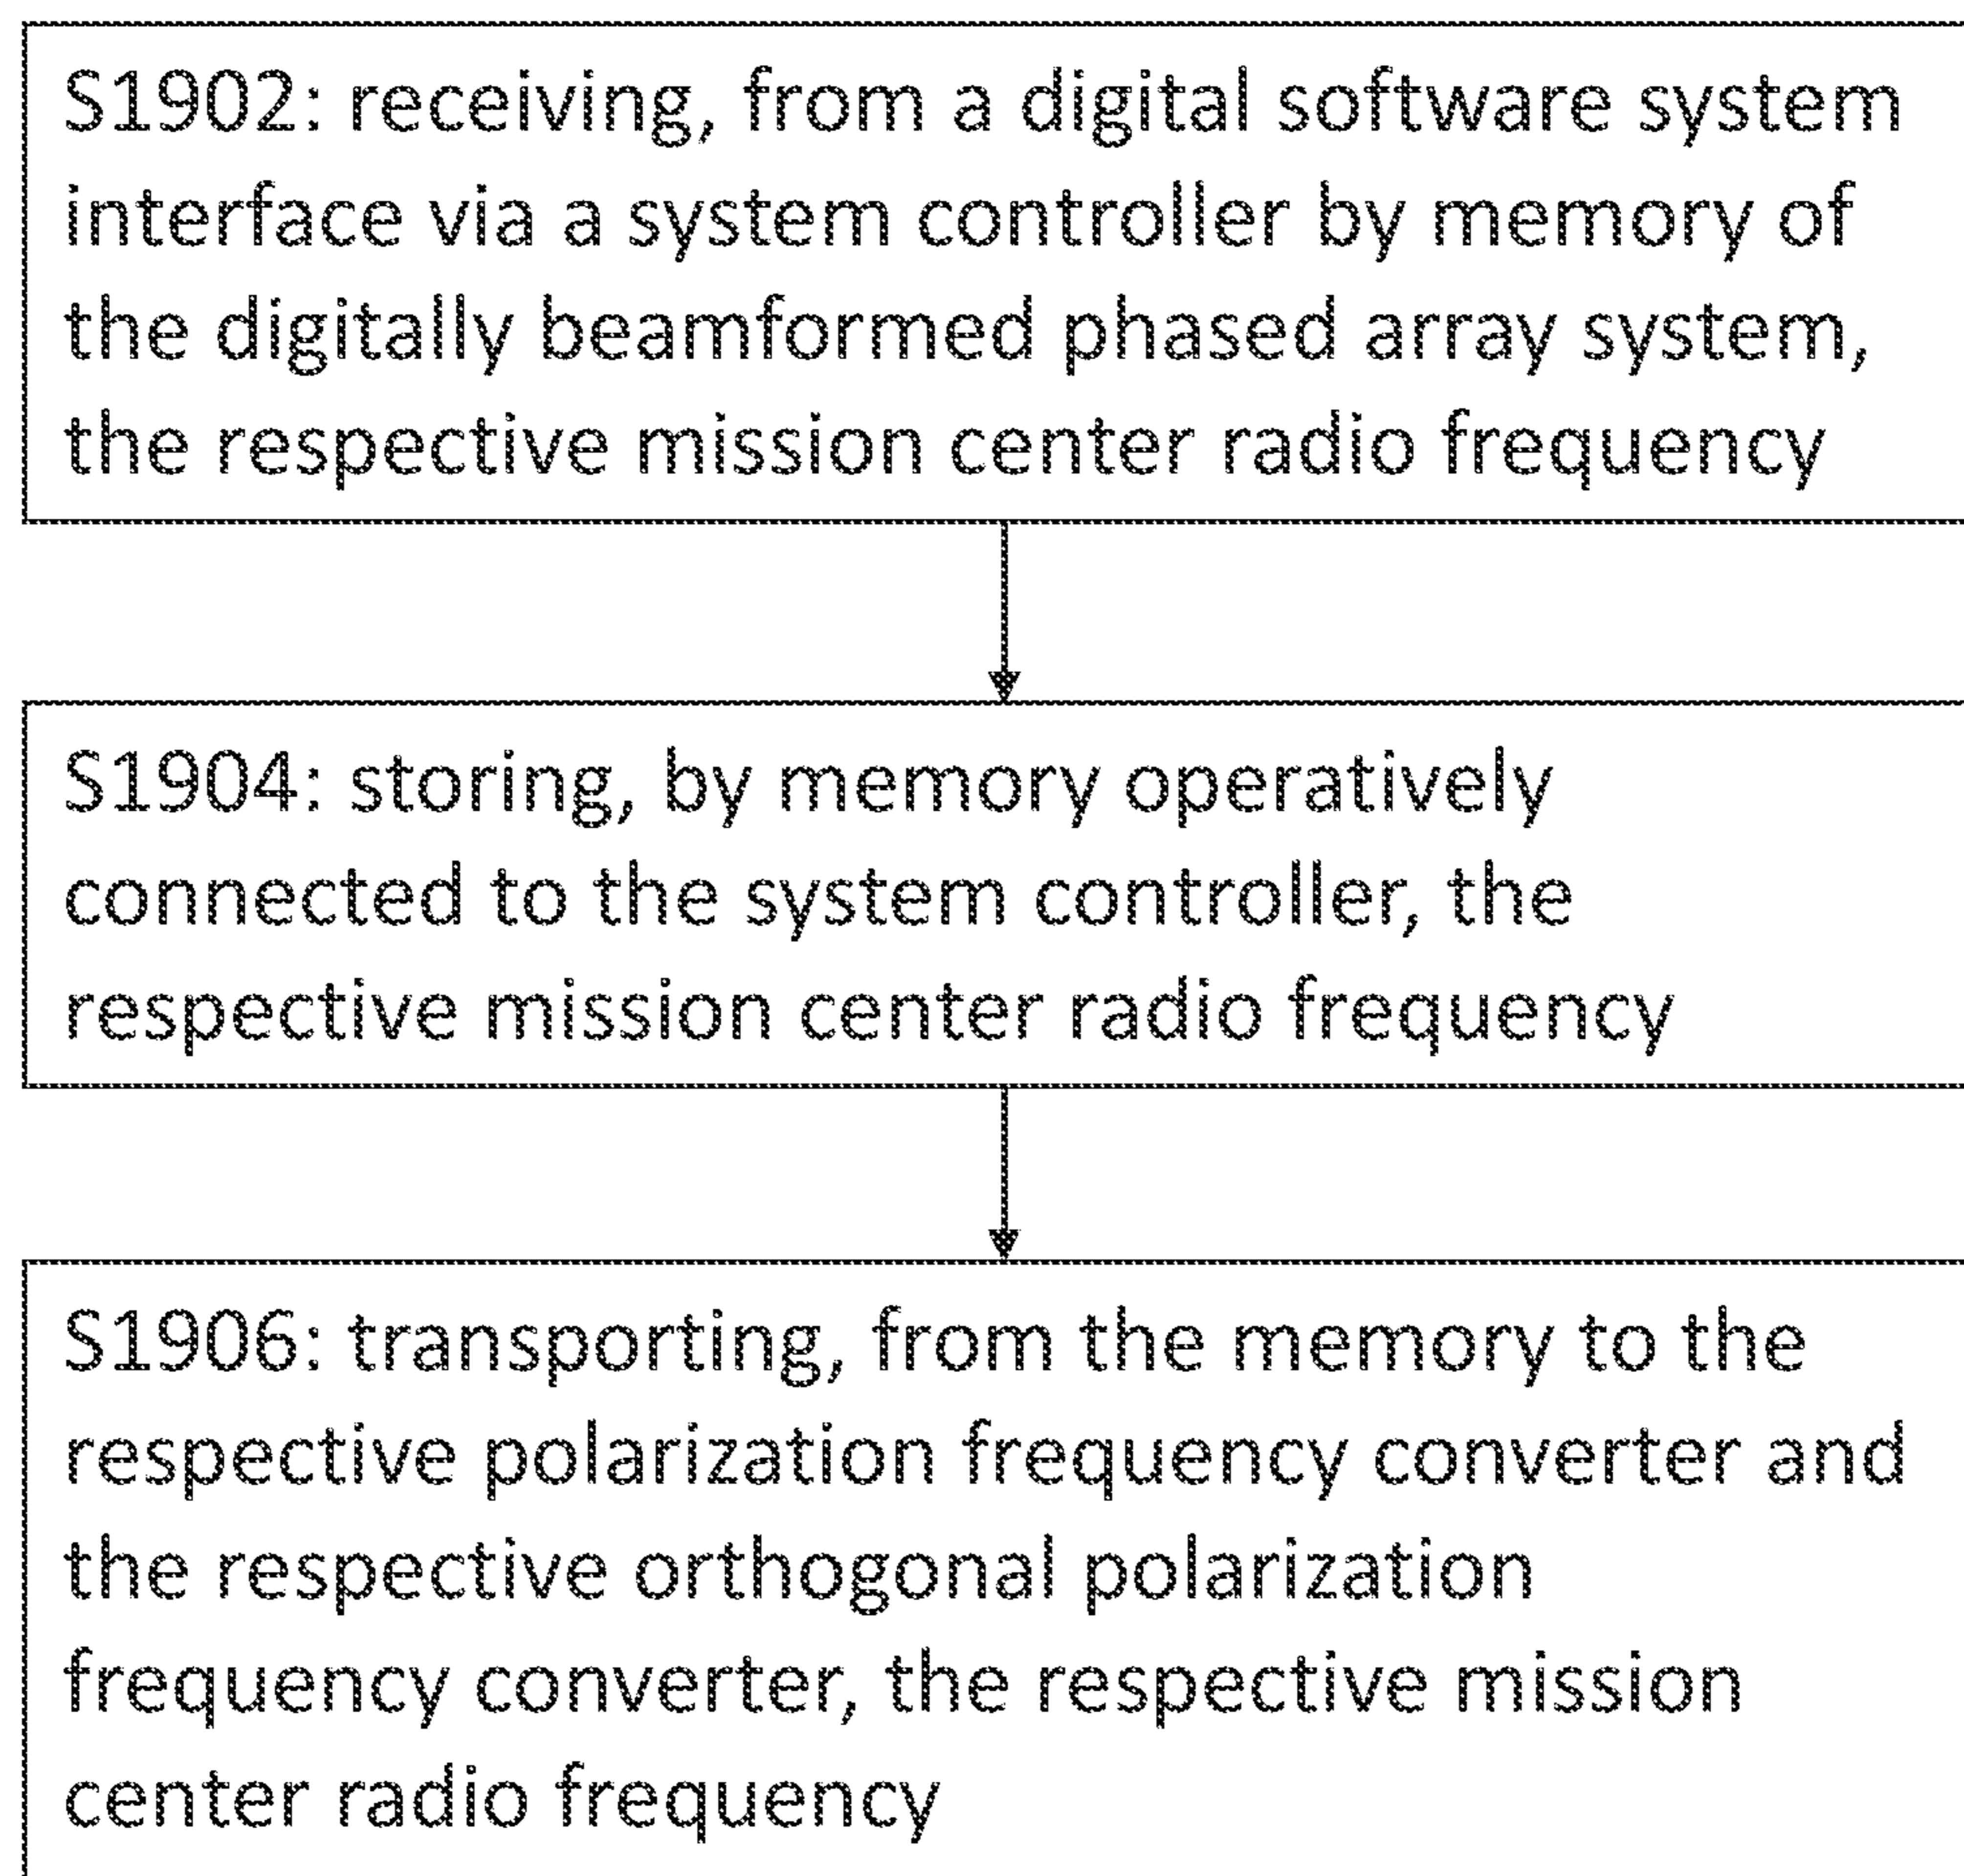 S1902: receiving, from a digital software system
interface via a system controller by memory of
the digitally beamformed phased array system,
the respective mission center radio frequency
S1904: storing, by memory operatively
connected to the system controller, the
respective mission center radio frequency
S1906: transporting, from the memory to the
respective polarization frequency converter and
the respective orthogonal polarization
frequency converter, the respective mission
center radio frequency